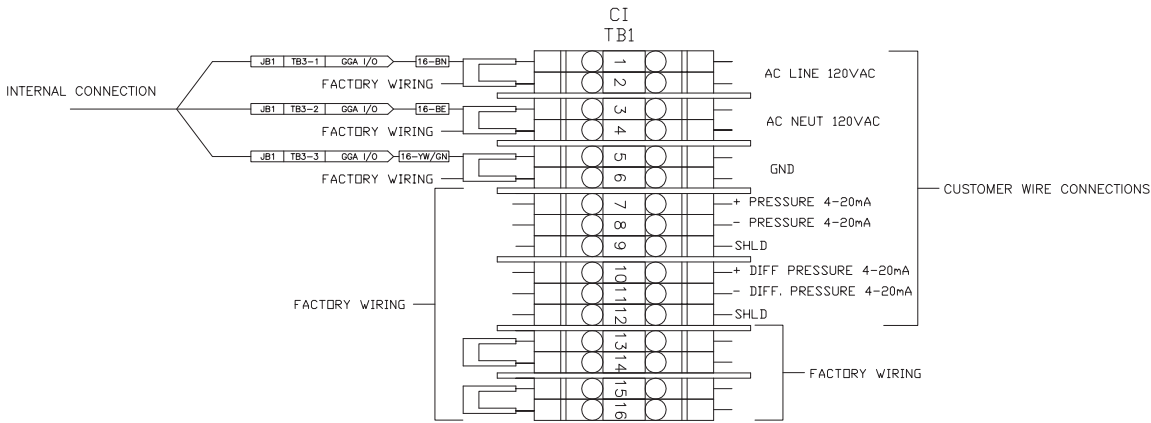 CI
TB1
JB1 TB3-1 GGA I/O 16-BN
1
AC LINE 120VAC
FACTORY WIRING
2
INTERNAL CONNECTION
JB1 TB3-2 GGA I/O 16-BE
3
AC NEUT 120VAC
FACTORY WIRING
4
JB1 TB3-3 GGA I/O 16-YW/GN
5
GND
FACTORY WIRING
6
CUSTOMER WIRE CONNECTIONS
7
+ PRESSURE 4-20mA
8
- PRESSURE 4-20mA
9
SHLD
10
+ DIFF PRESSURE 4-20mA
11
- DIFF. PRESSURE 4-20mA
FACTORY WIRING
12
SHLD
13
14
FACTORY WIRING
15
16